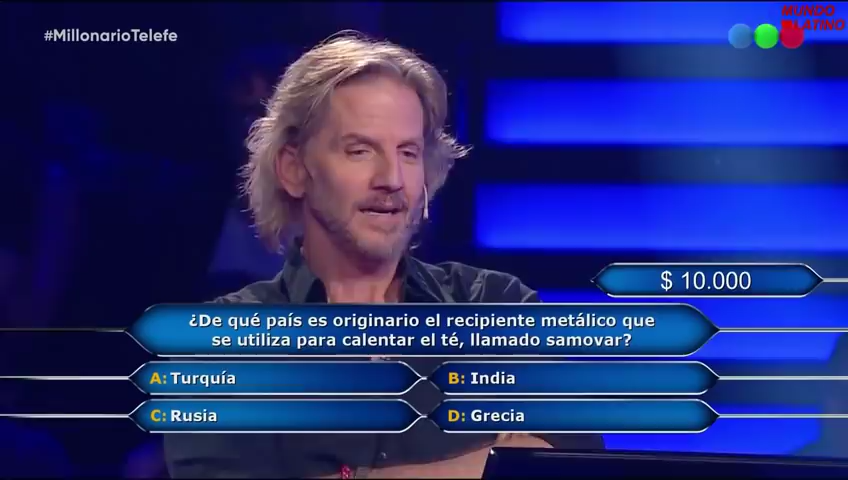 #MillonarioTelefe
MUNDO
LATINO
$ 10.000
¿De qué país es originario el recipiente metálico que
se utiliza para calentar el té, llamado samovar?
A: Turquía
B: India
C: Rusia
D: Grecia